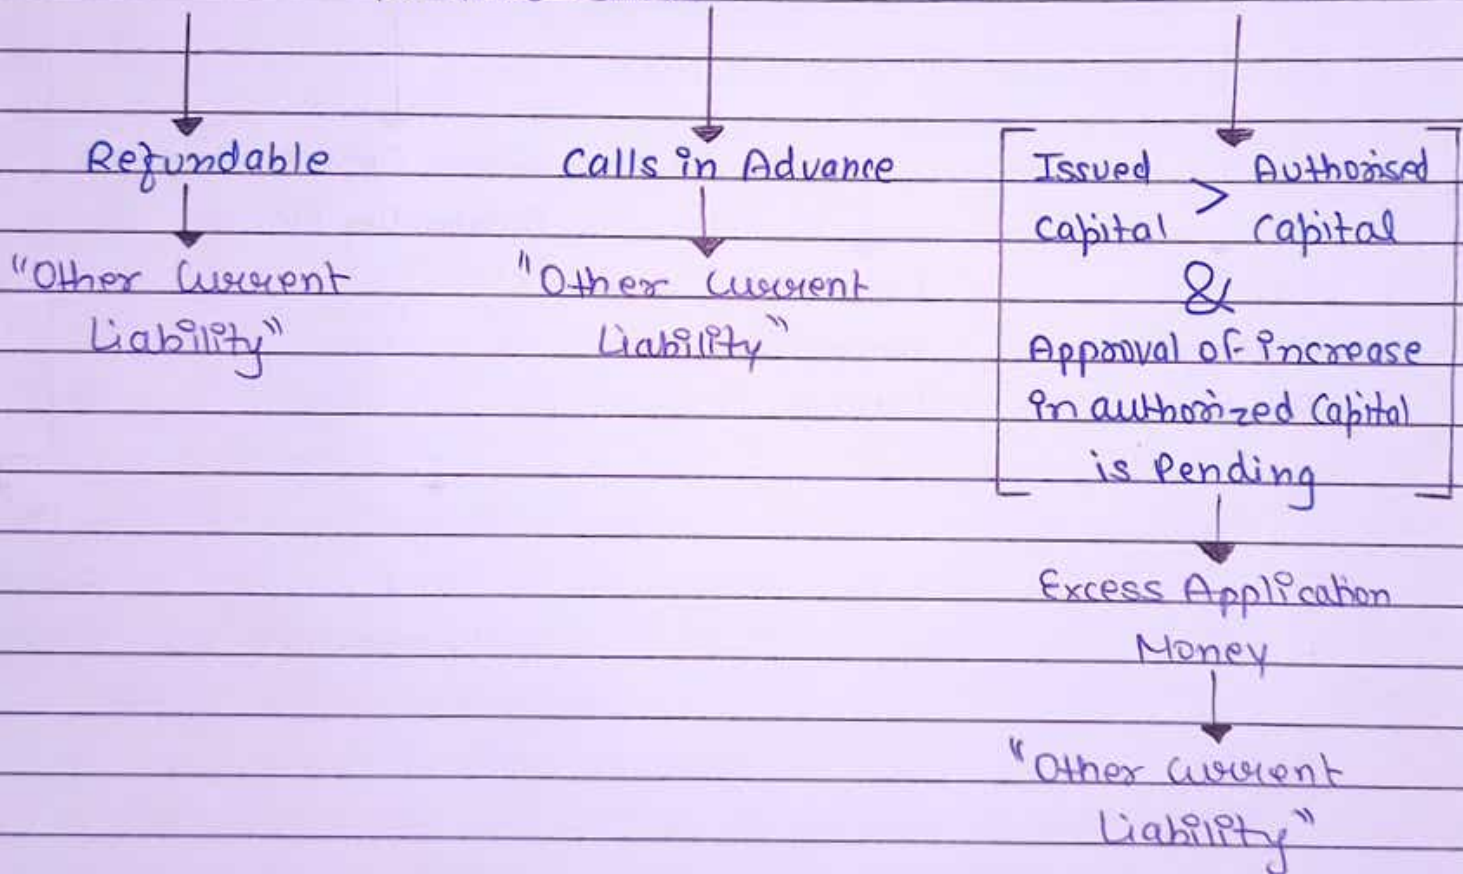 Refundable
"Other Current
Liability"
Calls in Advance
"Other Current
Liability"
Issued > Authorised
Capital Capital
&
Approval of increase
in authorized Capital
is Pending
Excess Application
Money
"Other Current
Liability"